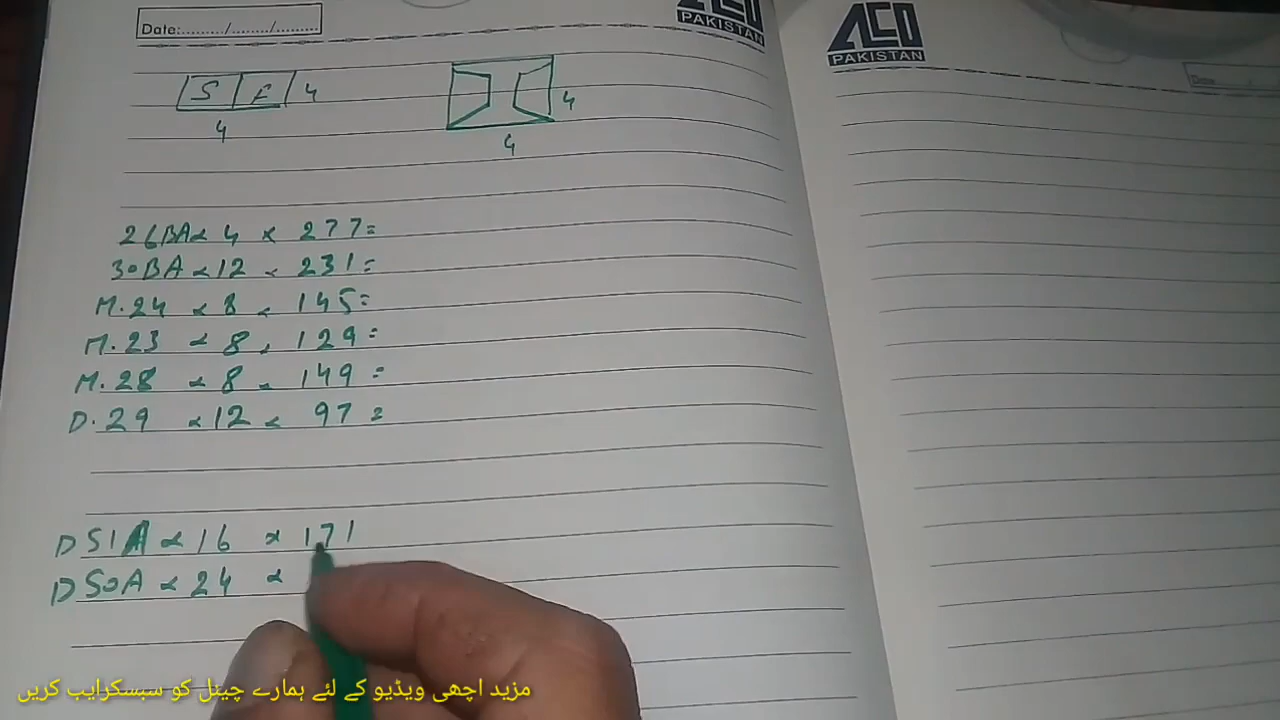 Date:......../......../........
ACO
PAKISTAN
ACO
PAKISTAN
S F 4
4
4
4
26BA × 4 × 277=
30BA × 12 × 231=
M.24 × 8 × 145=
M.23 × 8 × 129=
M.28 × 8 × 149=
D.29 × 12 × 97=
D51A × 16 × 171
D50A × 24 ×
مزید اچھی ویڈیو کے لئے ہمارے چینل کو سبسکرایب کریں